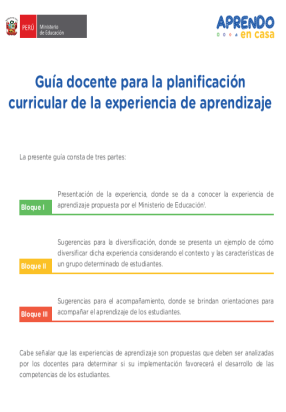 PERÚ Ministerio
de Educación
APRENDO
en casa
Guía docente para la planificación
curricular de la experiencia de aprendizaje
La presente guía consta de tres partes:
Presentación de la experiencia, donde se da a conocer la experiencia de
Bloque I aprendizaje propuesta por el Ministerio de Educación¹.
Sugerencias para la diversificación, donde se presenta un ejemplo de cómo
diversificar dicha experiencia considerando el contexto y las características de
Bloque II un grupo determinado de estudiantes.
Sugerencias para el acompañamiento, donde se brindan orientaciones para
Bloque III acompañar el aprendizaje de los estudiantes.
Cabe señalar que las experiencias de aprendizaje son propuestas que deben ser analizadas
por los docentes para determinar si su implementación favorecerá el desarrollo de las
competencias de los estudiantes.